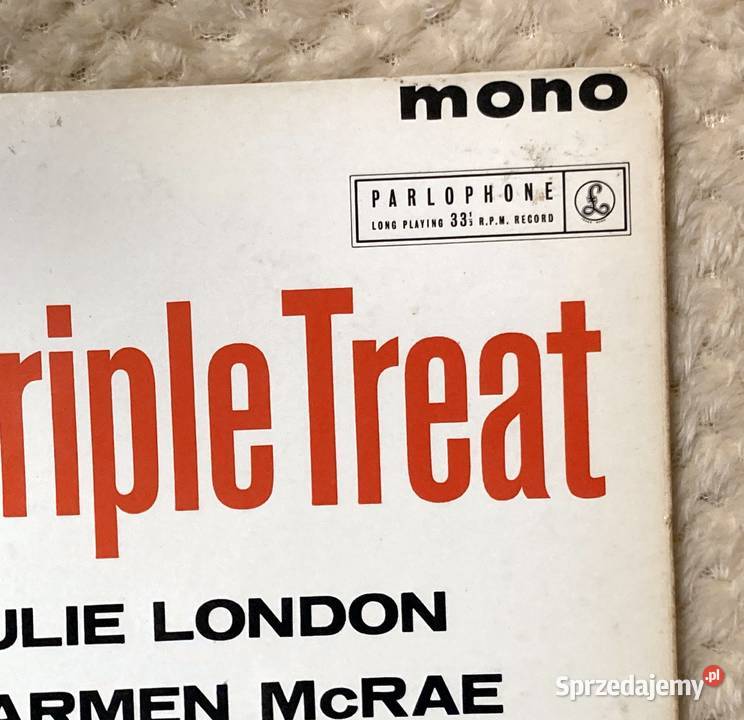 mono
PARLOPHONE
LONG PLAYING 33⅓ R.P.M. RECORD
£
riple Treat
ULIE LONDON
ARMEN McRAE
Sprzedajemy.pl